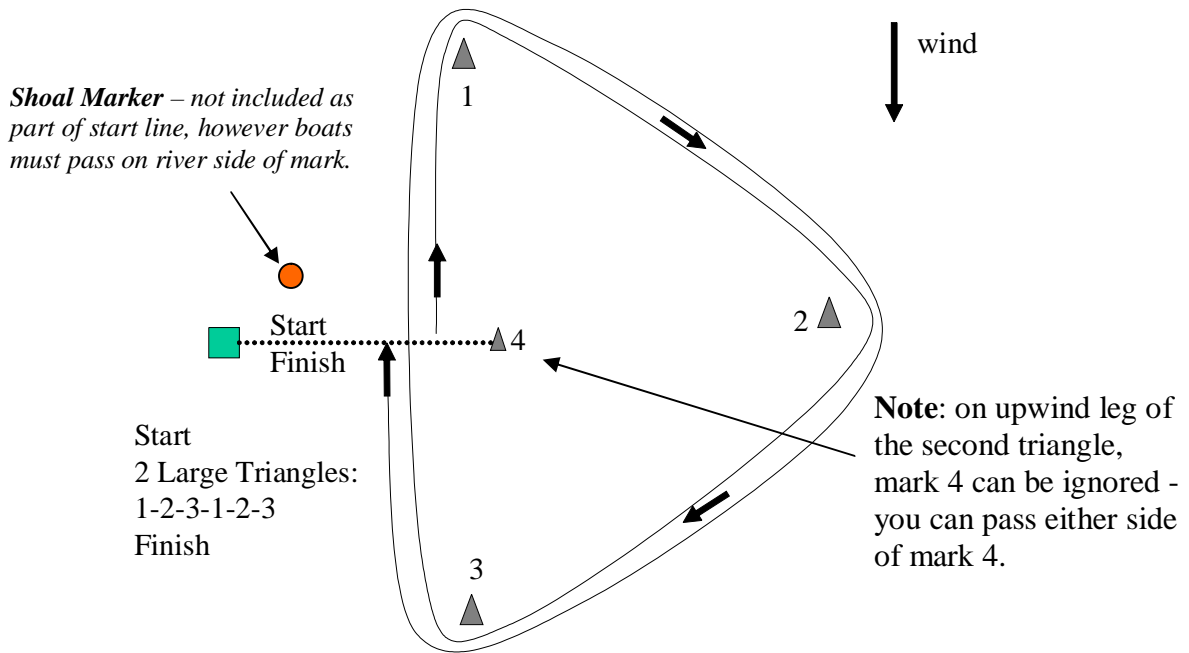 wind
Shoal Marker – not included as
part of start line, however boats
must pass on river side of mark.
1
2
Start
Finish
4
Start
2 Large Triangles:
1-2-3-1-2-3
Finish
Note: on upwind leg of
the second triangle,
mark 4 can be ignored -
you can pass either side
of mark 4.
3